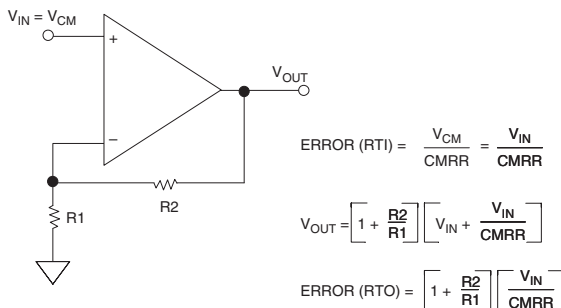 V_IN = V_CM
+
V_OUT
−
R2
R1
ERROR (RTI) = V_CM / CMRR = V_IN / CMRR
V_OUT = [1 + R2 / R1] [V_IN + V_IN / CMRR]
ERROR (RTO) = [1 + R2 / R1] [V_IN / CMRR]